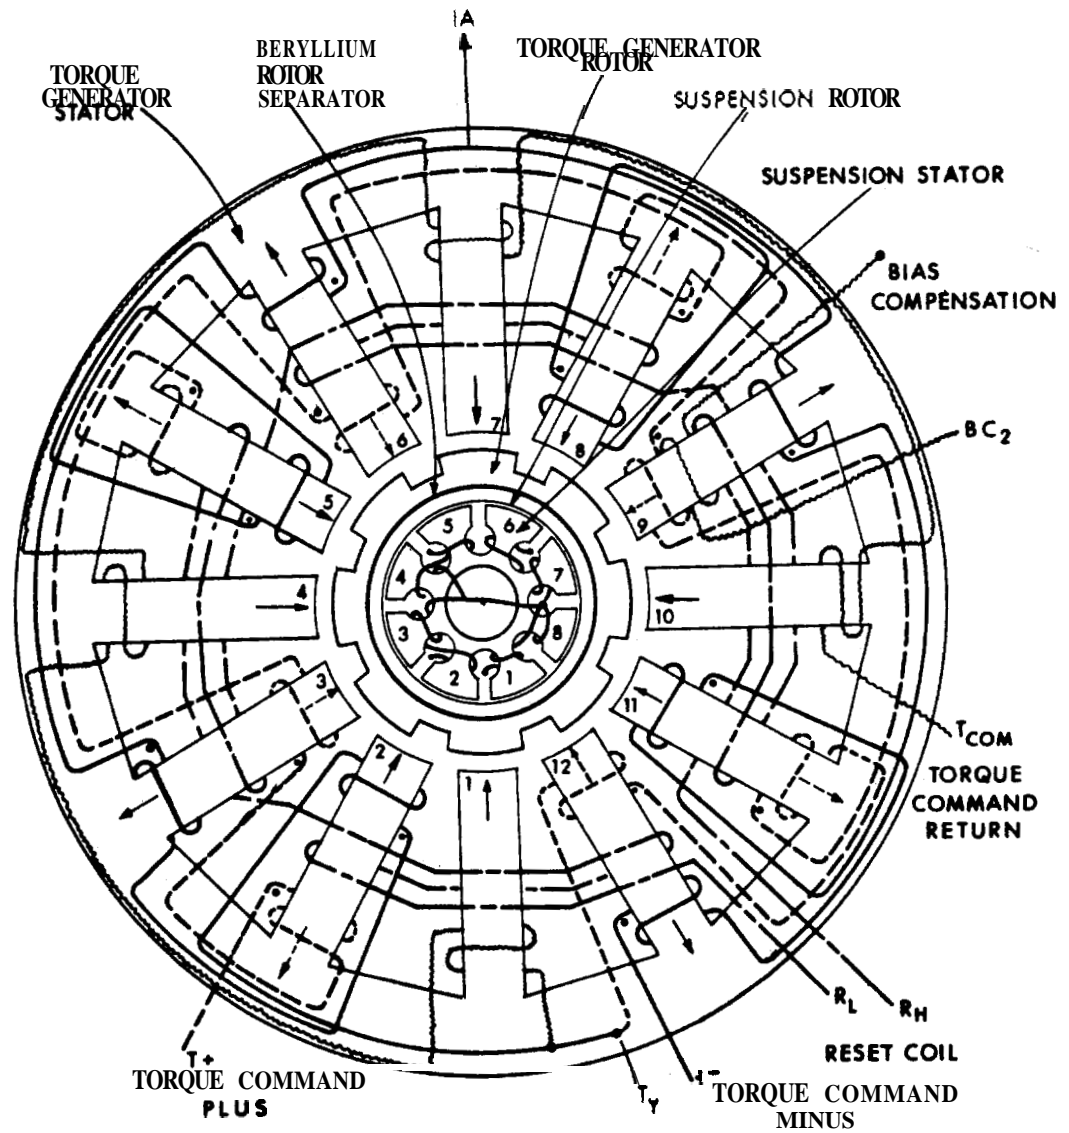 IA
BERYLLIUM
ROTOR
SEPARATOR
TORQUE GENERATOR
ROTOR
TORQUE
GENERATOR
STATOR
SUSPENSION ROTOR
SUSPENSION STATOR
BIAS
COMPENSATION
BC2
7
6
8
5
9
4
10
3
11
2
12
1
5
6
4
7
3
8
2
1
TCOM
TORQUE
COMMAND
RETURN
RL
RH
RESET COIL
T+
TORQUE COMMAND
PLUS
TY
T-
TORQUE COMMAND
MINUS